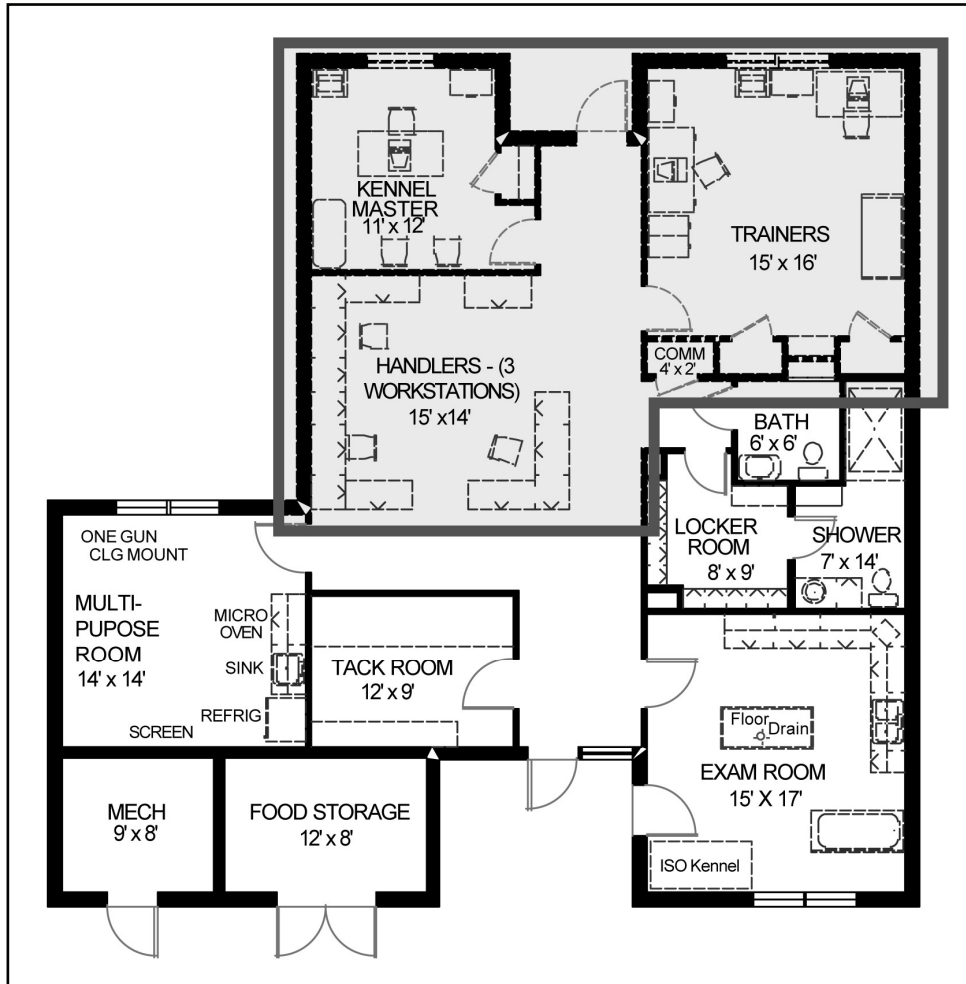 KENNEL
MASTER
11' x 12'
TRAINERS
15' x 16'
HANDLERS - (3
WORKSTATIONS)
15' x14'
COMM
4' x 2'
BATH
6' x 6'
ONE GUN
CLG MOUNT
MULTI-
PUPOSE
ROOM
14' x 14'
MICRO
OVEN
SINK
REFRIG
SCREEN
TACK ROOM
12' x 9'
LOCKER
ROOM
8' x 9'
SHOWER
7' x 14'
Floor
Drain
EXAM ROOM
15' X 17'
ISO Kennel
MECH
9' x 8'
FOOD STORAGE
12' x 8'